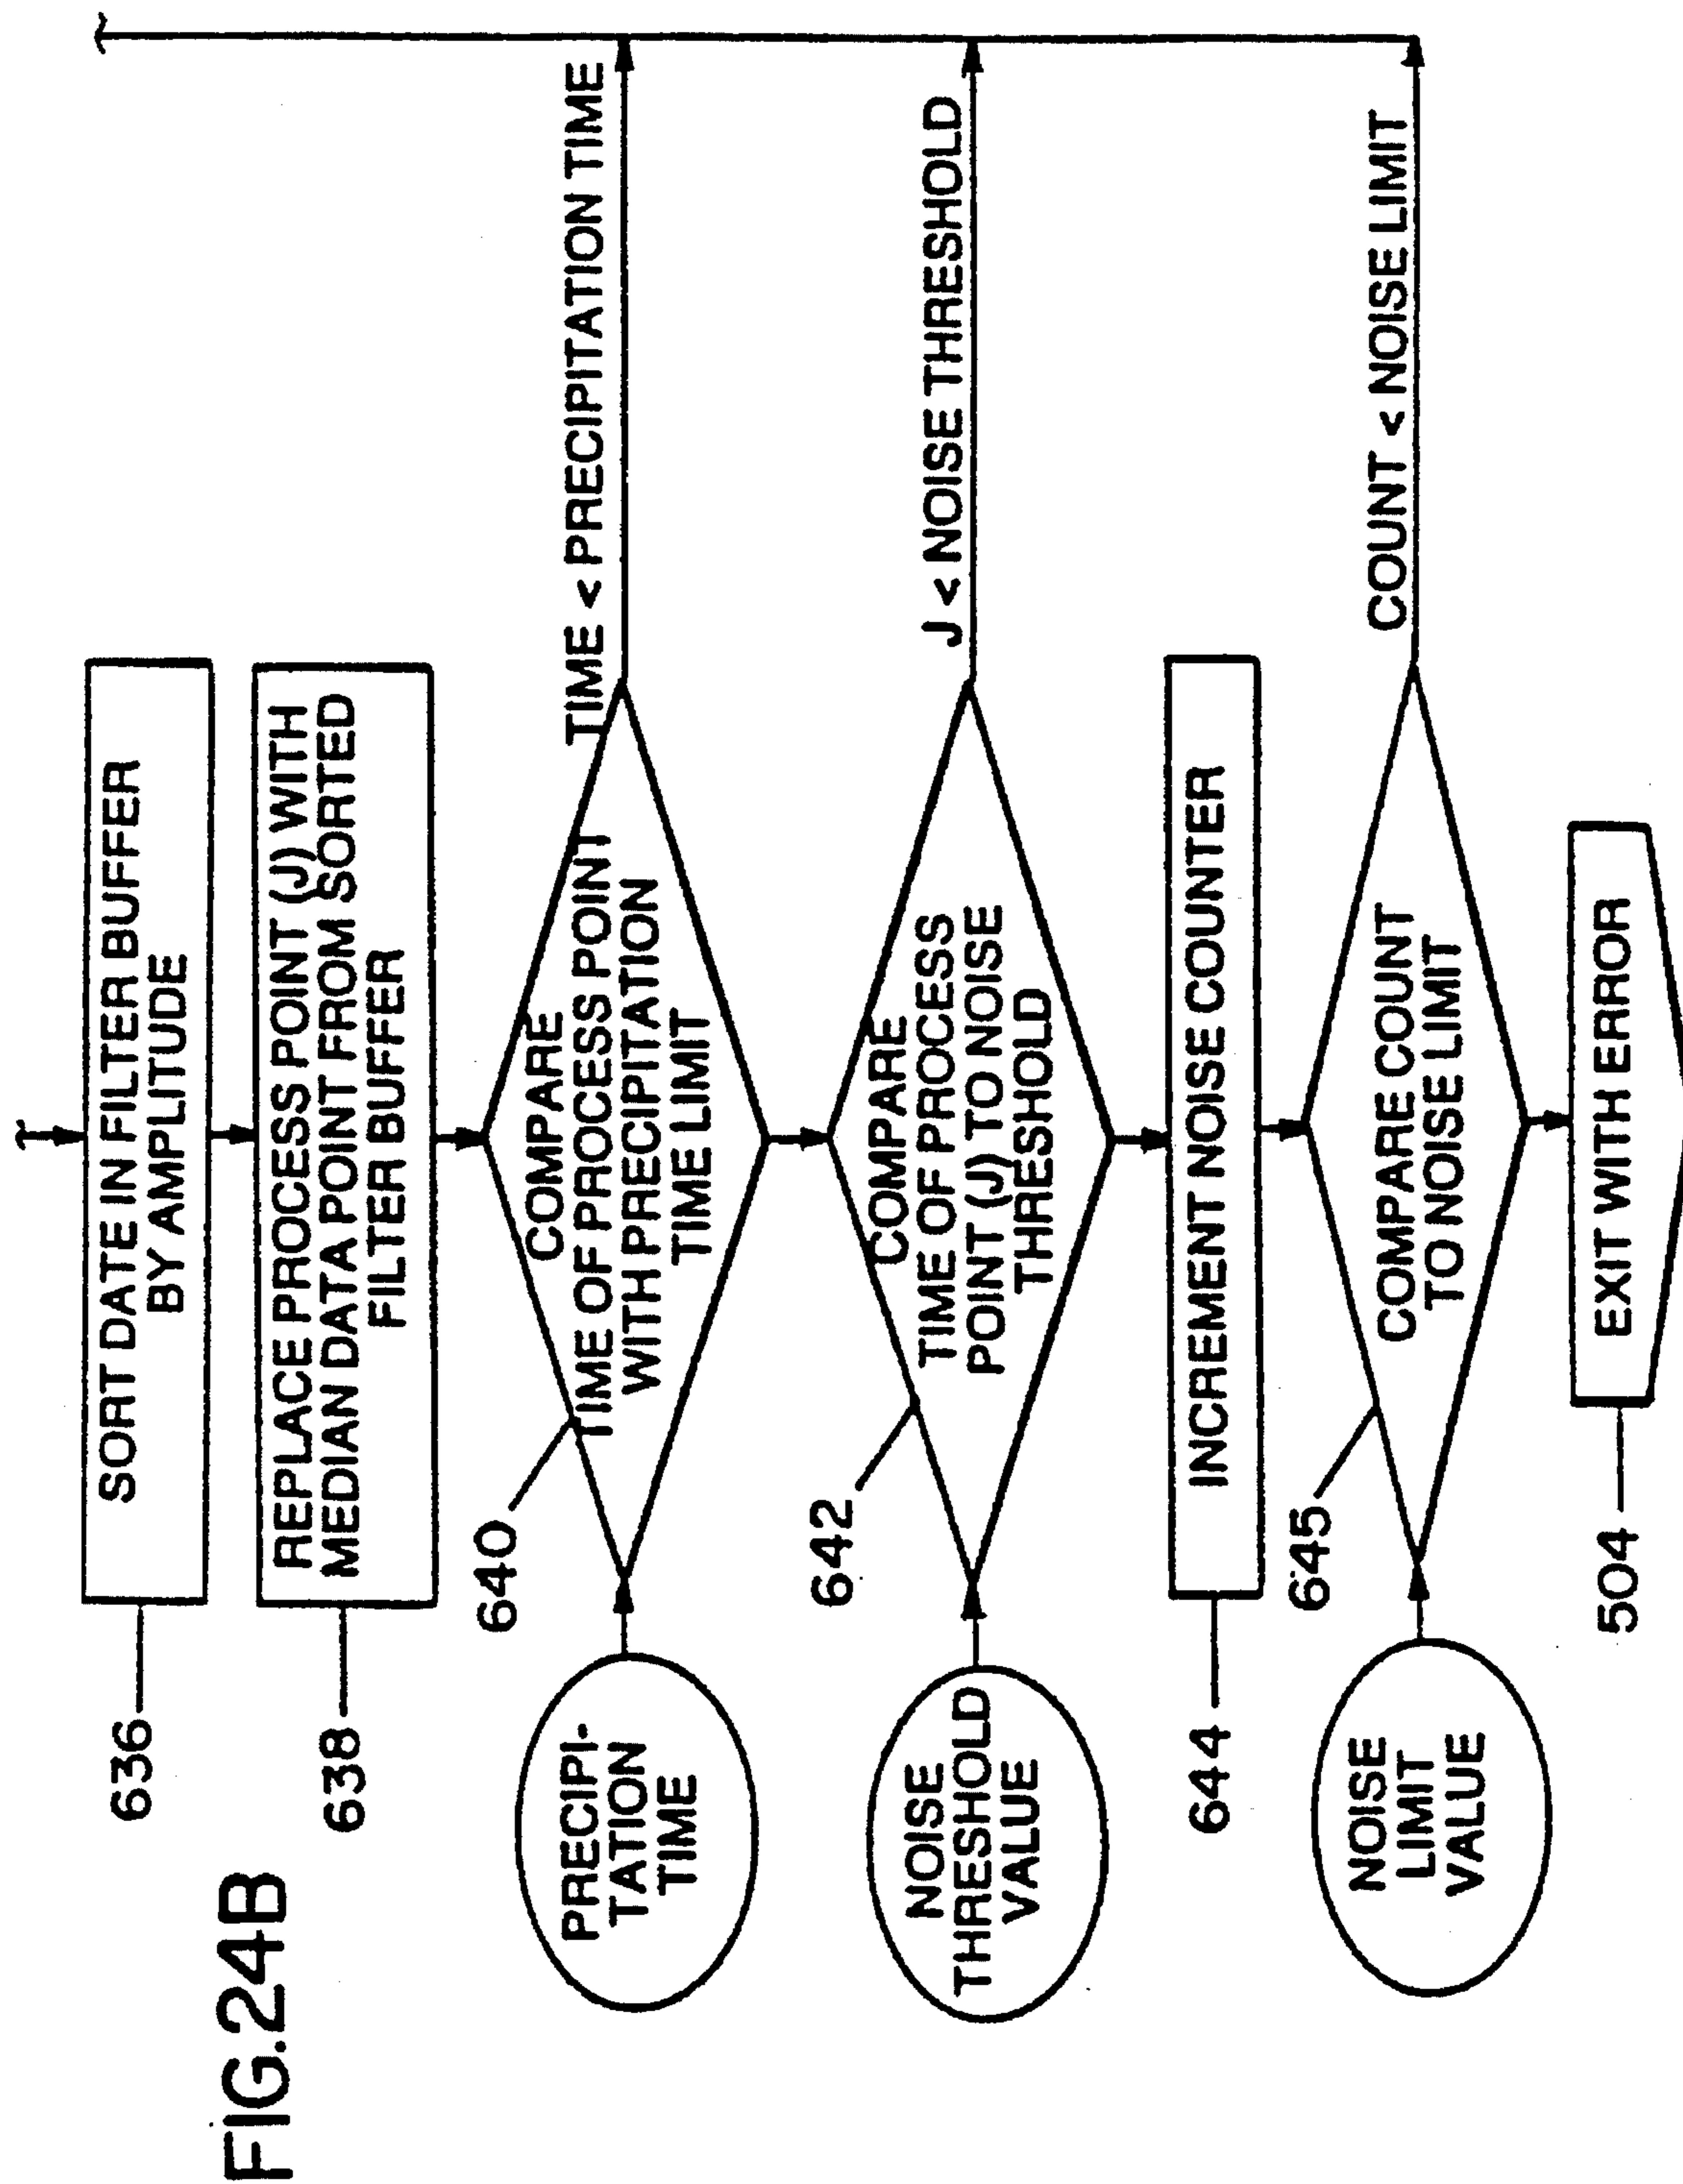 FIG.24B
636
SORT DATE IN FILTER BUFFER
BY AMPLITUDE
638
REPLACE PROCESS POINT (J) WITH
MEDIAN DATA POINT FROM SORTED
FILTER BUFFER
PRECIPI-
TATION
TIME
640
COMPARE
TIME OF PROCESS POINT
WITH PRECIPITATION
TIME LIMIT
TIME < PRECIPITATION TIME
NOISE
THRESHOLD
VALUE
642
COMPARE
TIME OF PROCESS
POINT (J) TO NOISE
THRESHOLD
J < NOISE THRESHOLD
644
INCREMENT NOISE COUNTER
NOISE
LIMIT
VALUE
645
COMPARE COUNT
TO NOISE LIMIT
COUNT < NOISE LIMIT
504
EXIT WITH ERROR